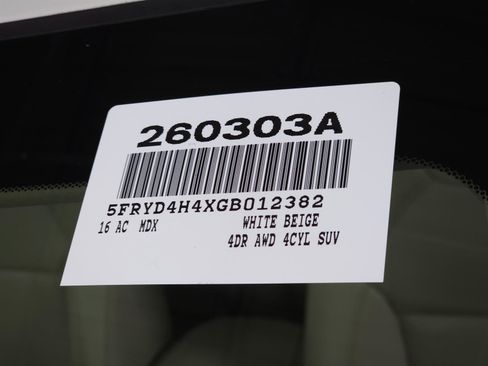 260303A
5FRYD4H4XGB012382
16 AC MDX WHITE BEIGE
4DR AWD 4CYL SUV